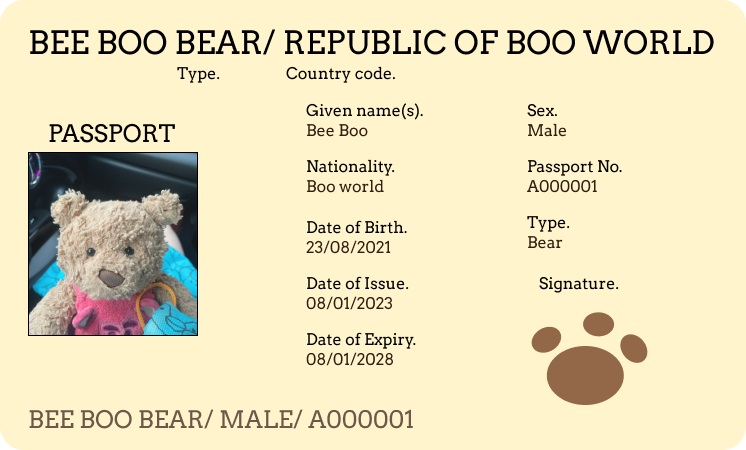 BEE BOO BEAR/ REPUBLIC OF BOO WORLD
Type. Country code.
PASSPORT
Given name(s).
Bee Boo
Nationality.
Boo world
Date of Birth.
23/08/2021
Date of Issue.
08/01/2023
Date of Expiry.
08/01/2028
Sex.
Male
Passport No.
A000001
Type.
Bear
Signature.
BEE BOO BEAR/ MALE/ A000001